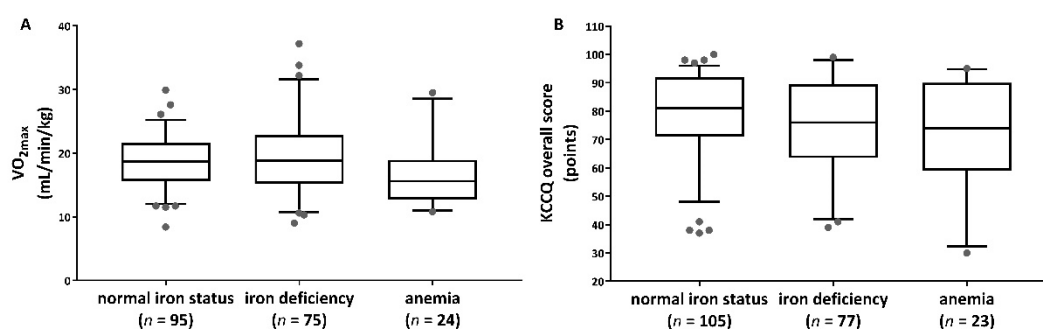 A
VO2max
(mL/min/kg)
40
30
20
10
0
normal iron status
(n = 95)
iron deficiency
(n = 75)
anemia
(n = 24)
B
KCCQ overall score
(points)
110
100
90
80
70
60
50
40
30
20
normal iron status
(n = 105)
iron deficiency
(n = 77)
anemia
(n = 23)